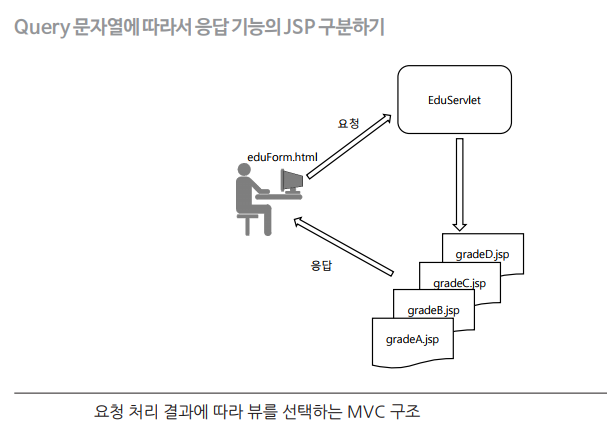 Query 문자열에 따라서 응답 기능의 JSP 구분하기
EduServlet
요청
eduForm.html
응답
gradeD.jsp
gradeC.jsp
gradeB.jsp
gradeA.jsp
요청 처리 결과에 따라 뷰를 선택하는 MVC 구조